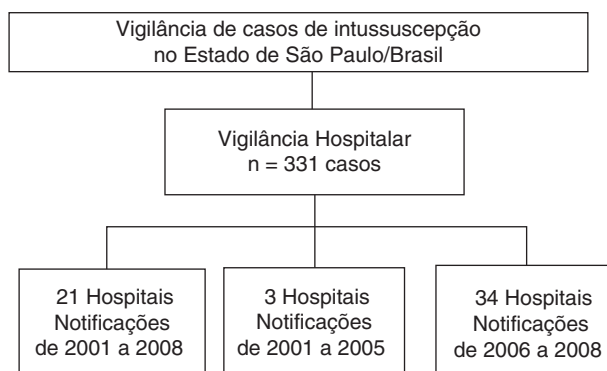 Vigilância de casos de intussuscepção
no Estado de São Paulo/Brasil
Vigilância Hospitalar
n = 331 casos
21 Hospitais
Notificações
de 2001 a 2008
3 Hospitais
Notificações
de 2001 a 2005
34 Hospitais
Notificações
de 2006 a 2008